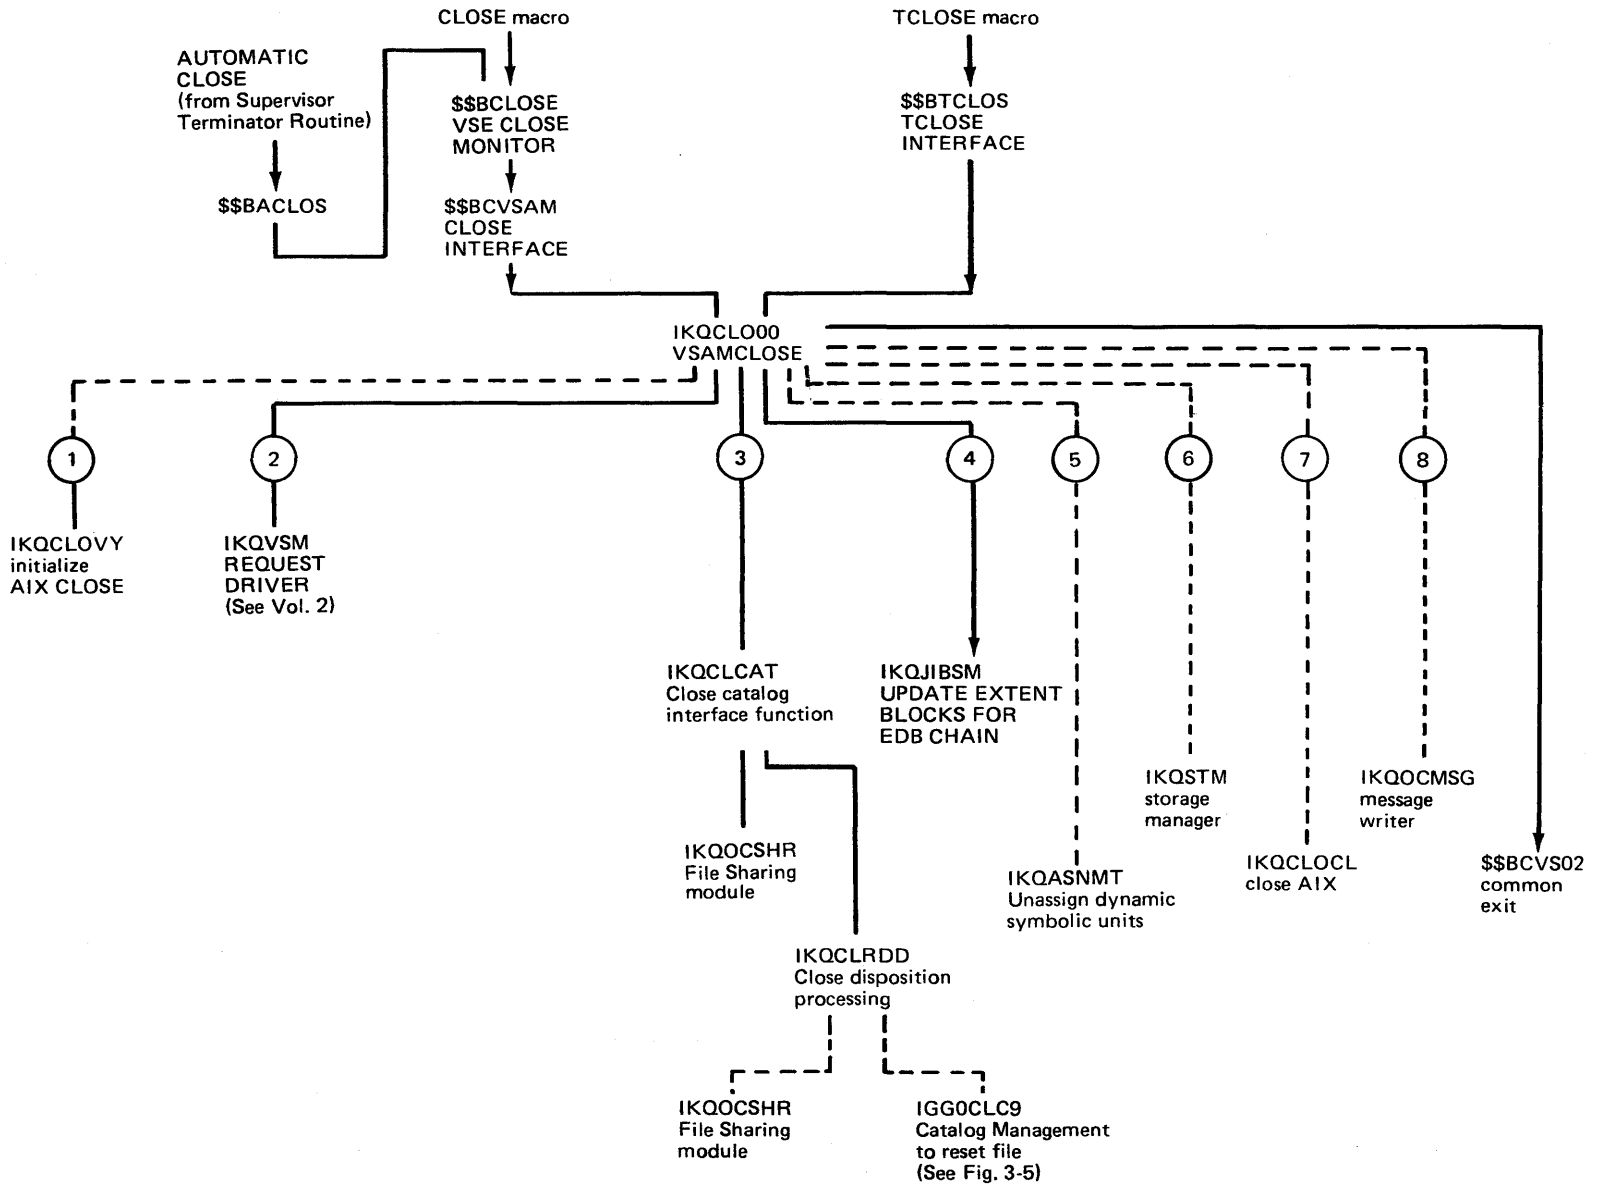 CLOSE macro
TCLOSE macro
AUTOMATIC
CLOSE
(from Supervisor
Terminator Routine)
$$BCLOSE
VSE CLOSE
MONITOR
$$BTCLOS
TCLOSE
INTERFACE
$$BACLOS
$$BCVSAM
CLOSE
INTERFACE
IKQCLO00
VSAMCLOSE
1
2
3
4
5
6
7
8
IKQCLOVY
initialize
AIX CLOSE
IKQVSM
REQUEST
DRIVER
(See Vol. 2)
IKQCLCAT
Close catalog
interface function
IKQJIBSM
UPDATE EXTENT
BLOCKS FOR
EDB CHAIN
IKQSTM
storage
manager
IKQOCMSG
message
writer
IKQOCSHR
File Sharing
module
IKQASNMT
Unassign dynamic
symbolic units
IKQCLOCL
close AIX
$$BCVS02
common
exit
IKQCLRDD
Close disposition
processing
IKQOCSHR
File Sharing
module
IGG0CLC9
Catalog Management
to reset file
(See Fig. 3-5)